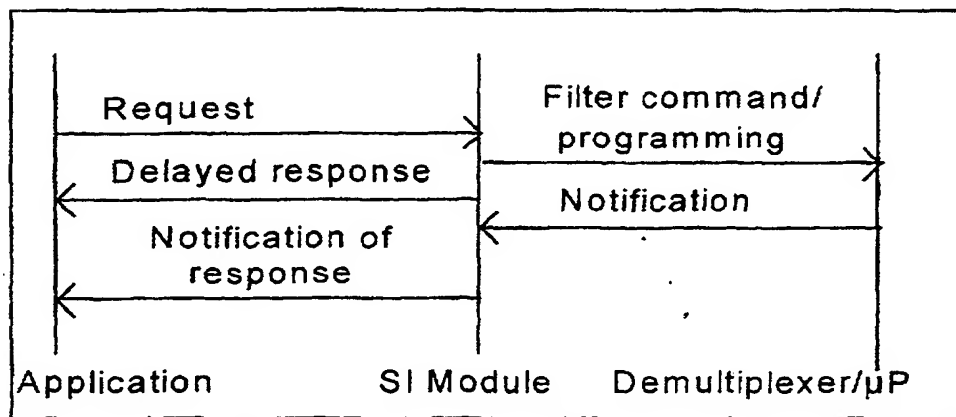 Request
Filter command/
programming
Delayed response
Notification
Notification of
response
Application
SI Module
Demultiplexer/µP